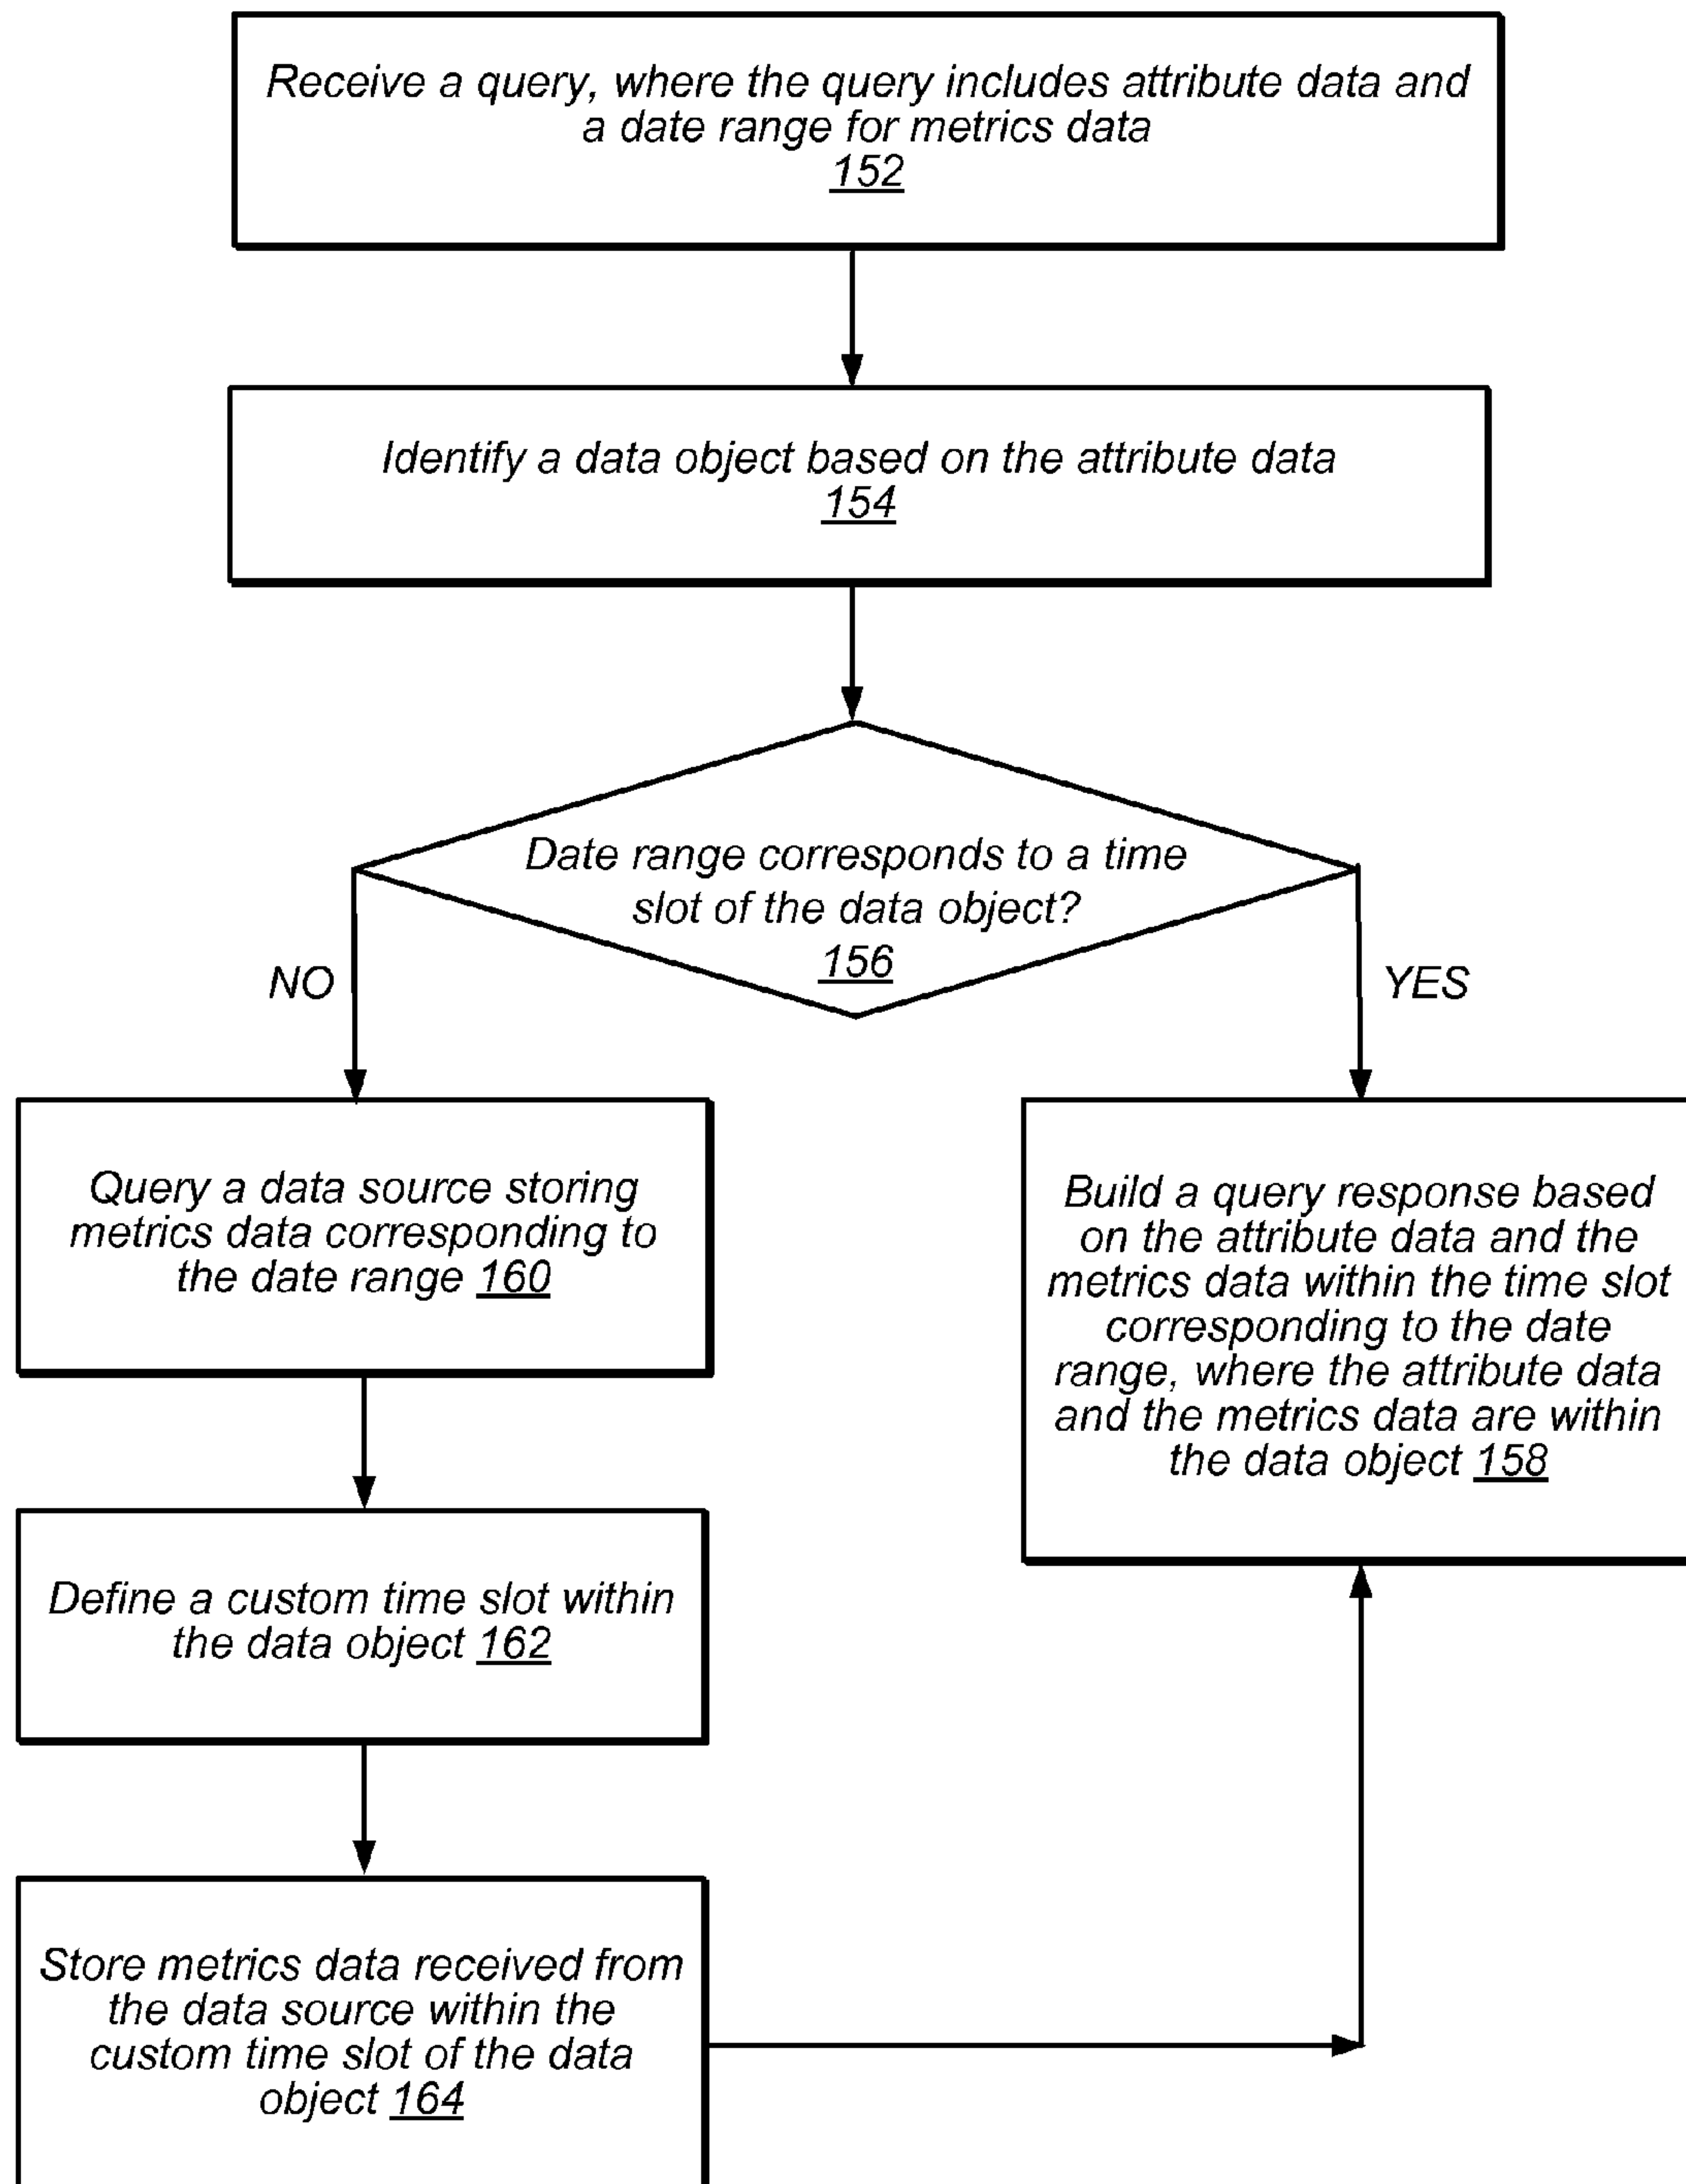 Receive a query, where the query includes attribute data and
a date range for metrics data
152
Identify a data object based on the attribute data
154
Date range corresponds to a time
slot of the data object?
156
NO
YES
Query a data source storing
metrics data corresponding to
the date range 160
Build a query response based
on the attribute data and the
metrics data within the time slot
corresponding to the date
range, where the attribute data
and the metrics data are within
the data object 158
Define a custom time slot within
the data object 162
Store metrics data received from
the data source within the
custom time slot of the data
object 164